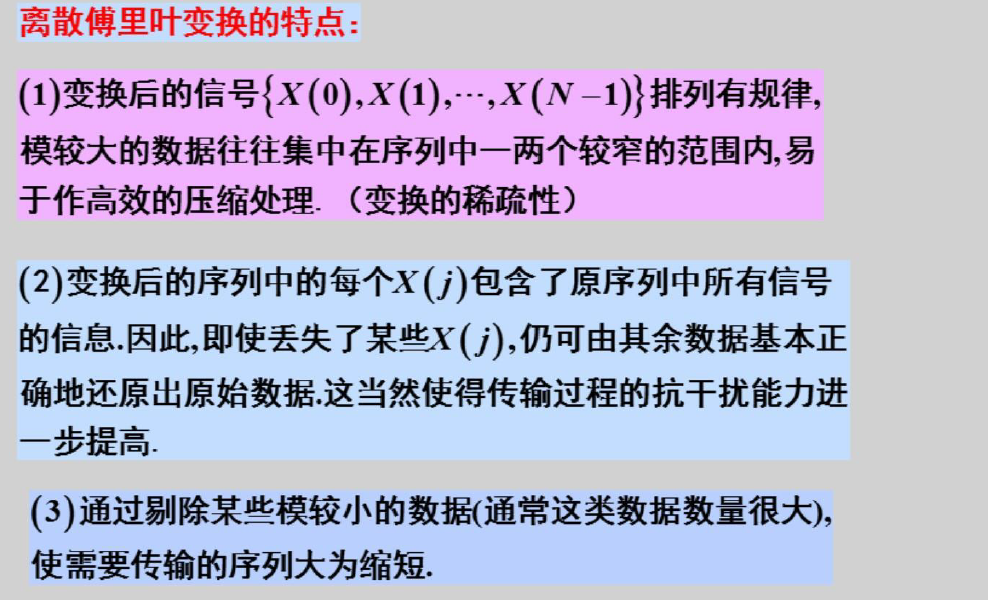 离散傅里叶变换的特点:
(1)变换后的信号{X(0),X(1),⋯,X(N−1)}排列有规律,
模较大的数据往往集中在序列中一两个较窄的范围内,易
于作高效的压缩处理. （变换的稀疏性）
(2)变换后的序列中的每个X(j)包含了原序列中所有信号
的信息.因此,即使丢失了某些X(j),仍可由其余数据基本正
确地还原出原始数据.这当然使得传输过程的抗干扰能力进
一步提高.
(3)通过剔除某些模较小的数据(通常这类数据数量很大),
使需要传输的序列大为缩短.